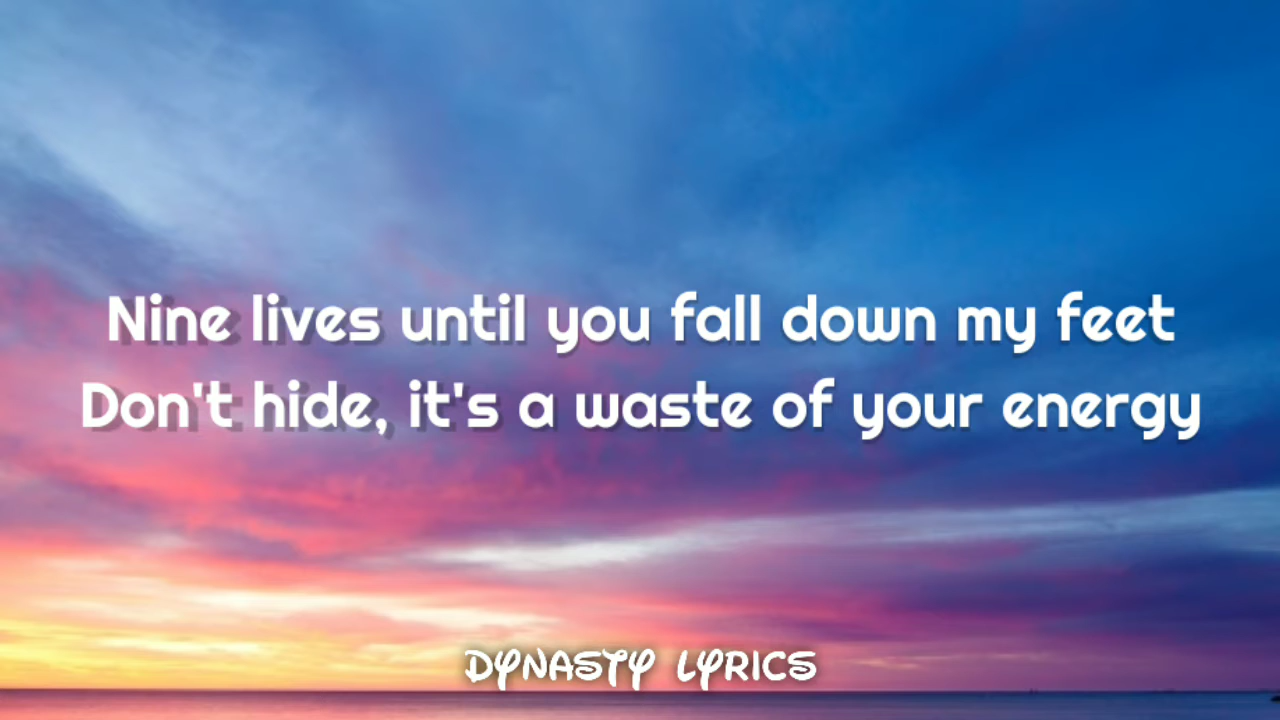 Nine lives until you fall down my feet
Don't hide, it's a waste of your energy
DYNASTY LYRICS